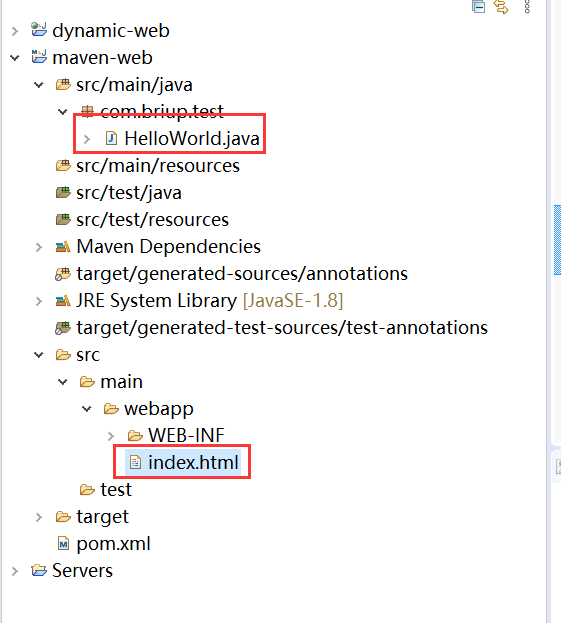 dynamic-web
maven-web
src/main/java
com.briup.test
HelloWorld.java
src/main/resources
src/test/java
src/test/resources
Maven Dependencies
target/generated-sources/annotations
JRE System Library [JavaSE-1.8]
target/generated-test-sources/test-annotations
src
main
webapp
WEB-INF
index.html
test
target
pom.xml
Servers